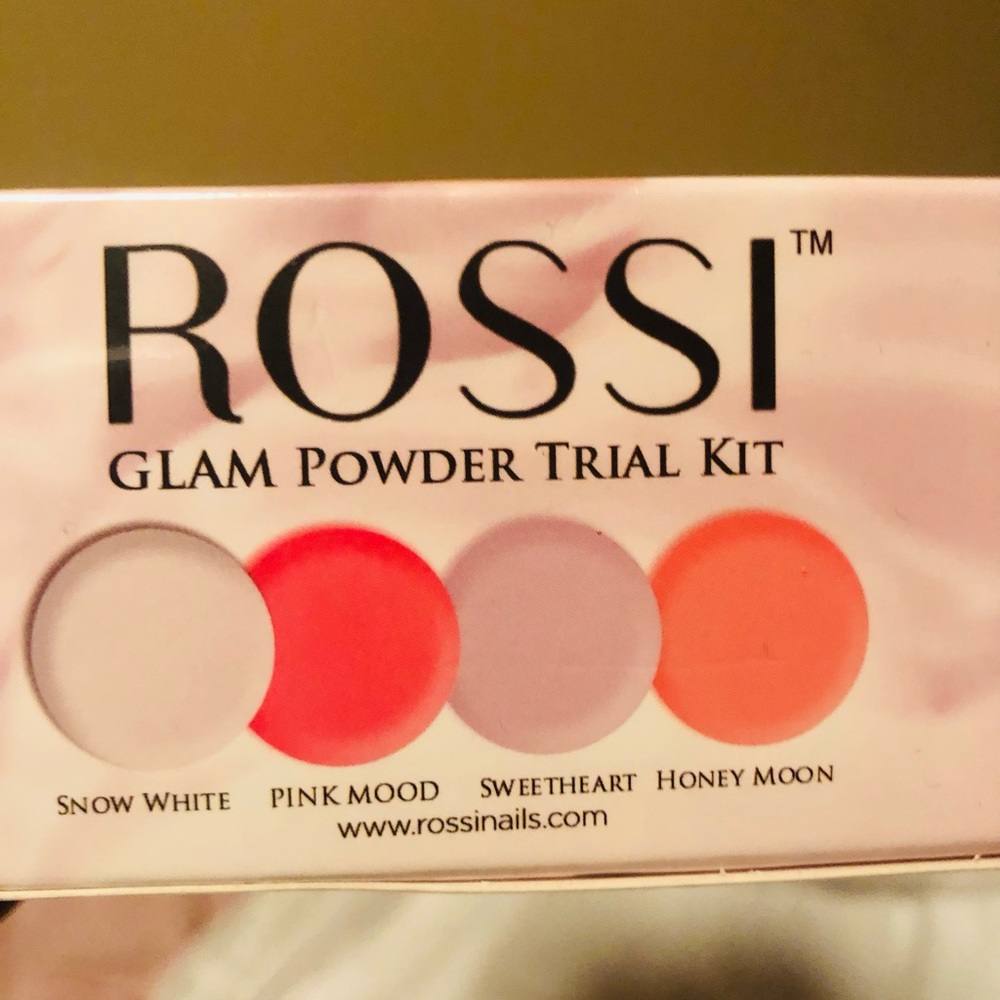 ROSSI™
GLAM POWDER TRIAL KIT
SNOW WHITE PINK MOOD SWEETHEART HONEY MOON
www.rossinails.com